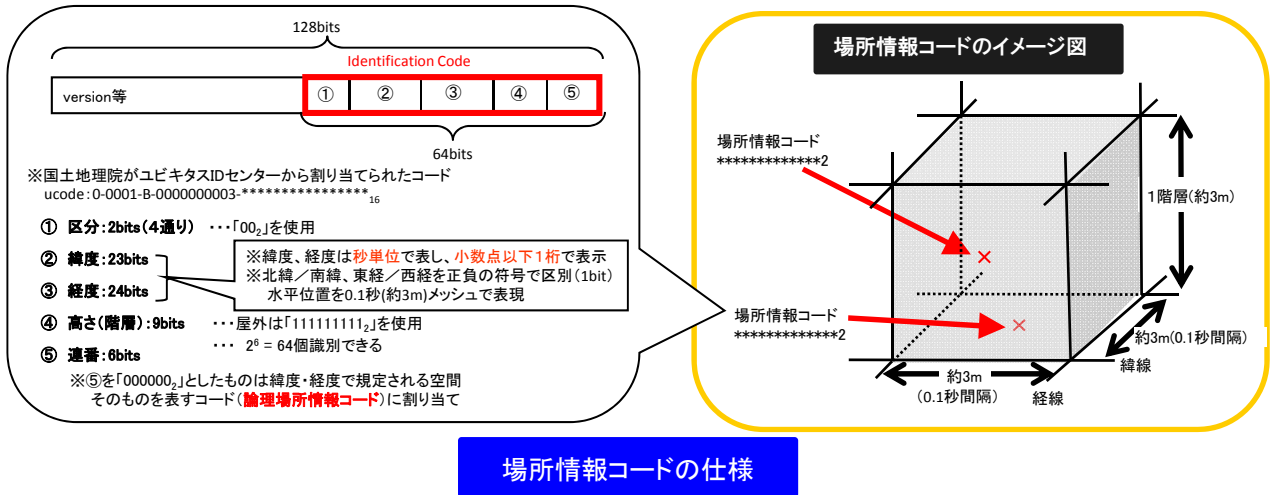 128bits
Identification Code
version等
①
②
③
④
⑤
64bits
※国土地理院がユビキタスIDセンターから割り当てられたコード
ucode:0-0001-B-0000000003-****************16
① 区分:2bits(4通り) ・・・「002」を使用
② 緯度:23bits
③ 経度:24bits
※緯度、経度は秒単位で表し、小数点以下1桁で表示
※北緯/南緯、東経/西経を正負の符号で区別(1bit)
水平位置を0.1秒(約3m)メッシュで表現
④ 高さ(階層):9bits ・・・屋外は「1111111112」を使用
⑤ 連番:6bits ・・・ 26 = 64個識別できる
※⑤を「0000002」としたものは緯度・経度で規定される空間
そのものを表すコード(論理場所情報コード)に割り当て
場所情報コードのイメージ図
場所情報コード
*************2
場所情報コード
*************2
1階層(約3m)
約3m(0.1秒間隔)
緯線
約3m
(0.1秒間隔)
経線
場所情報コードの仕様